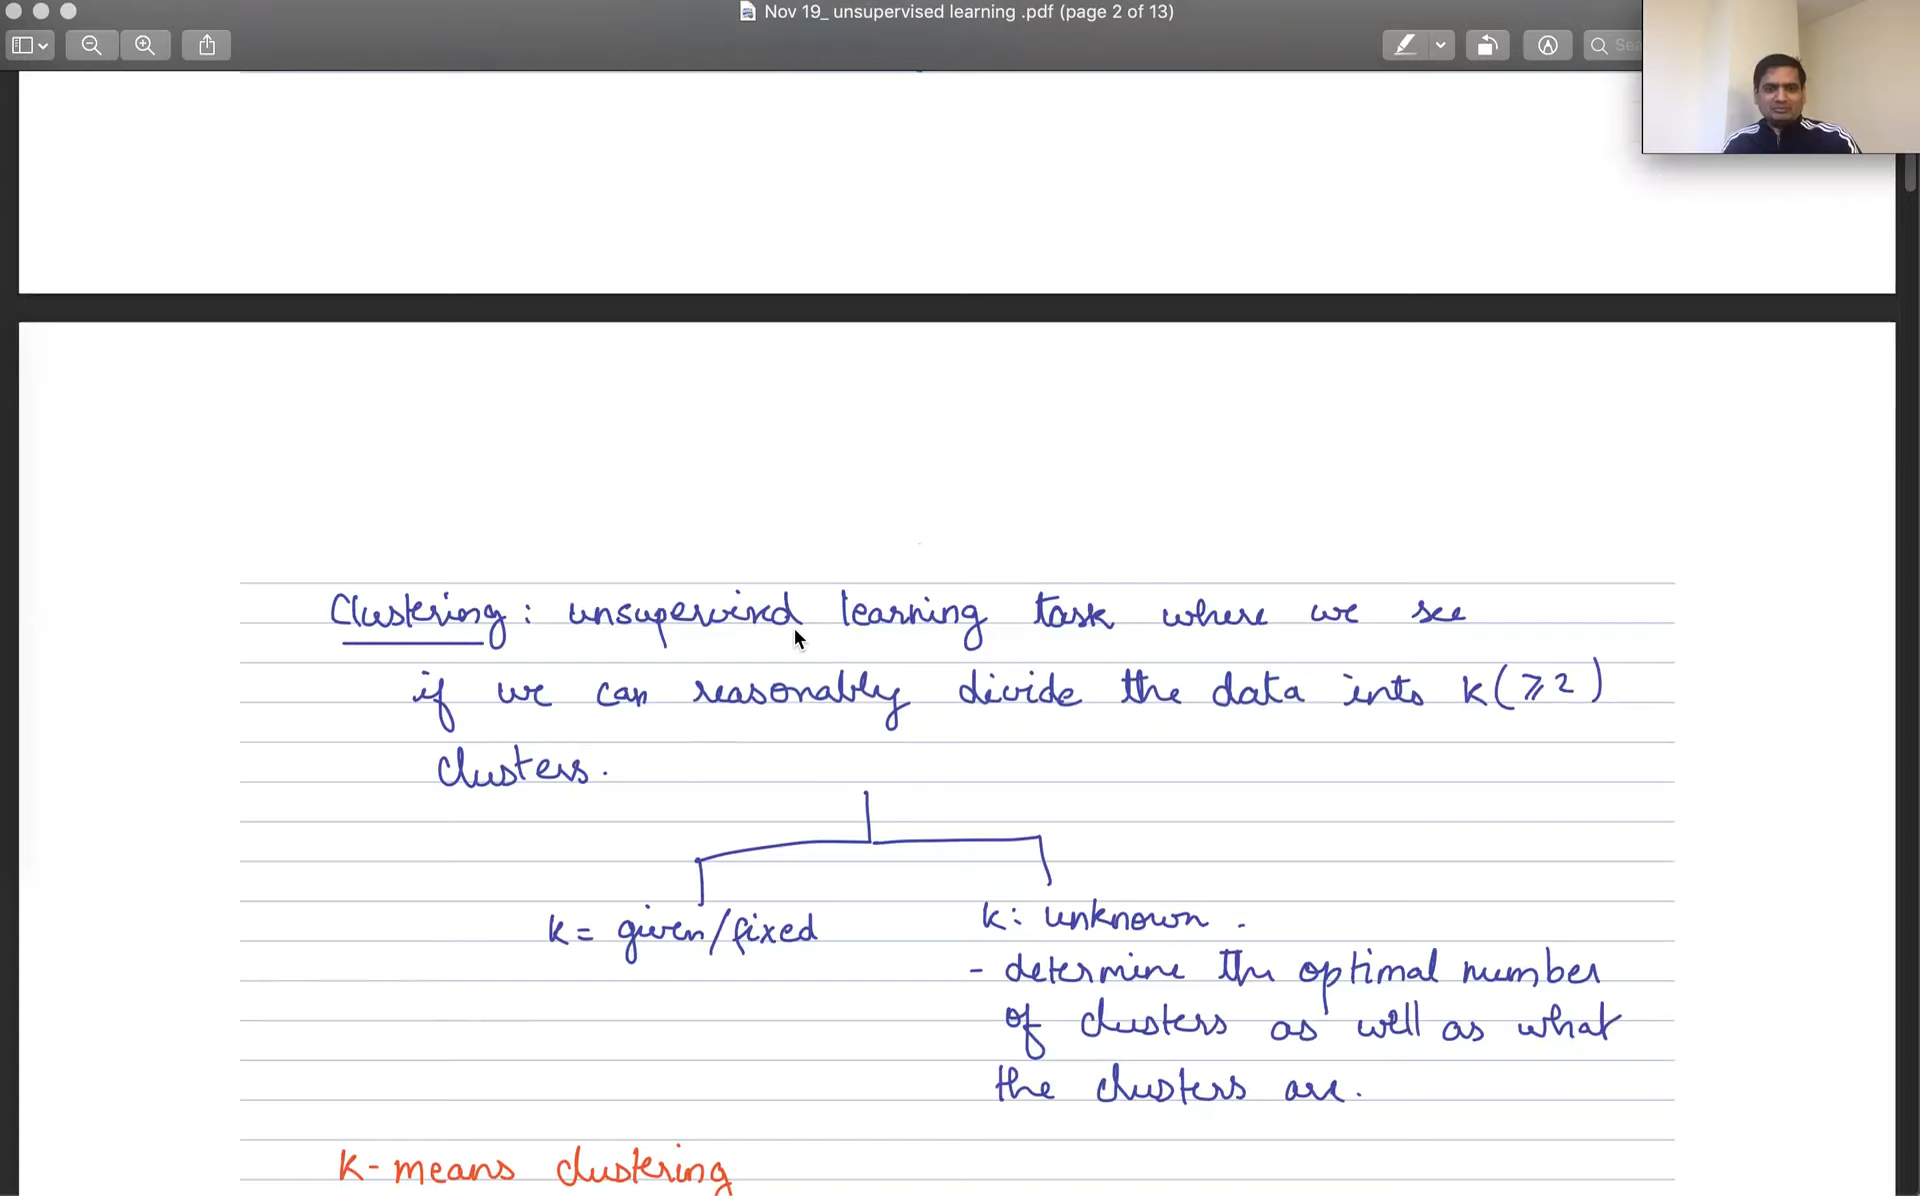 Nov 19_ unsupervised learning .pdf (page 2 of 13)
Clustering: unsupervised learning task where we see
if we can reasonably divide the data into k(⩾2)
clusters.
k= given/fixed
k: unknown.
- determine the optimal number
of clusters as well as what
the clusters are.
k-means clustering